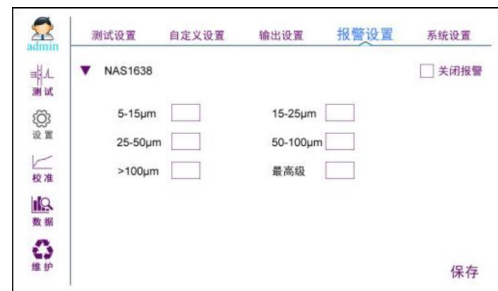 admin
测试设置 自定义设置 输出设置 报警设置 系统设置
▼ NAS1638 关闭报警
测试
5-15μm 15-25μm
设置
25-50μm 50-100μm
>100μm 最高级
校准
数据
维护
保存